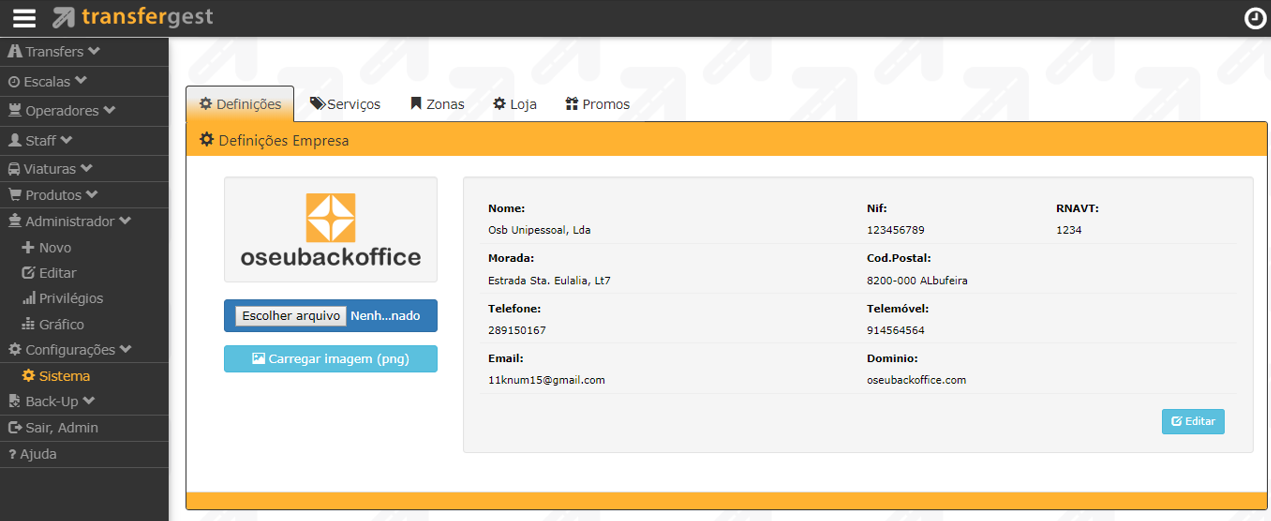 transfergest
Transfers
Escalas
Operadores
Staff
Viaturas
Produtos
Administrador
Novo
Editar
Privilégios
Gráfico
Configurações
Sistema
Back-Up
Sair, Admin
? Ajuda
Definições Serviços Zonas Loja Promos
Definições Empresa
oseubackoffice
Escolher arquivo Nenh...nado
Carregar imagem (png)
Nome: Nif: RNAVT:
Osb Unipessoal, Lda 123456789 1234
Morada: Cod.Postal:
Estrada Sta. Eulalia, Lt7 8200-000 ALbufeira
Telefone: Telemóvel:
289150167 914564564
Email: Dominio:
11knum15@gmail.com oseubackoffice.com
Editar